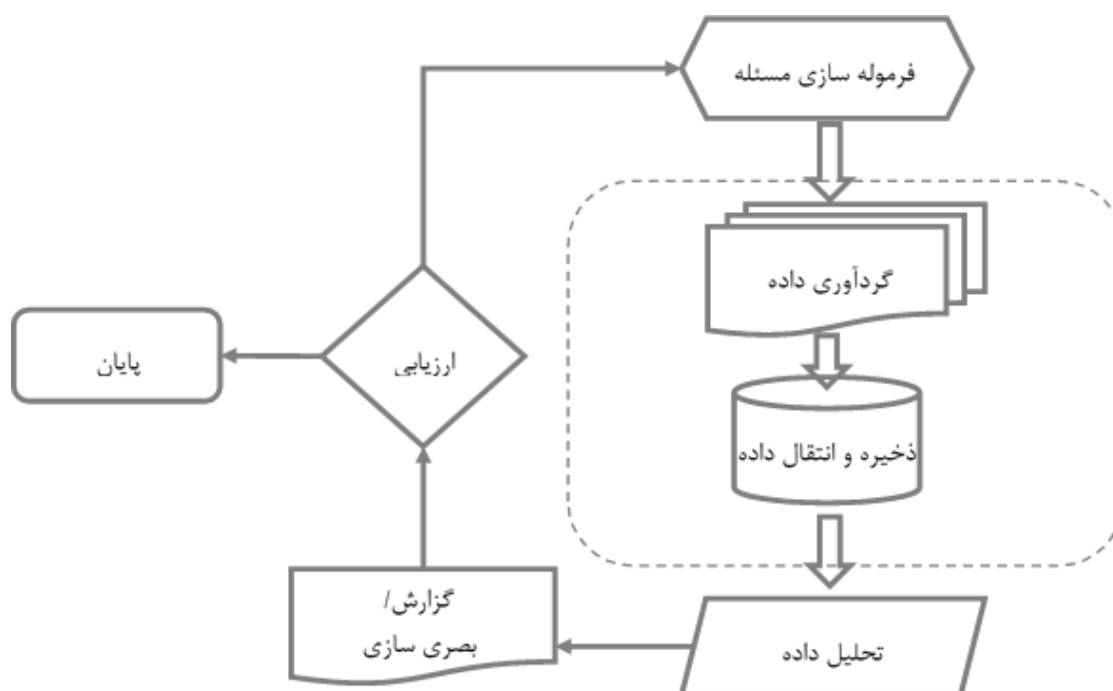 فرموله سازی مسئله
گردآوری داده
ذخیره و انتقال داده
تحلیل داده
گزارش/
بصری سازی
ارزیابی
پایان